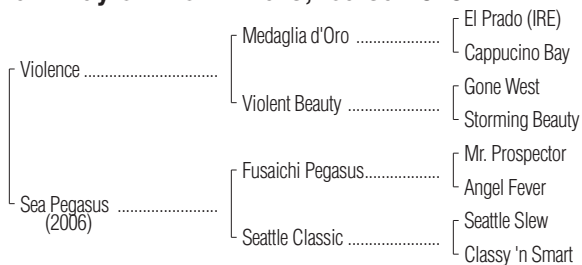 El Prado (IRE)
Medaglia d'Oro ....................
Cappucino Bay
Violence ................................
Gone West
Violent Beauty ......................
Storming Beauty
Mr. Prospector
Fusaichi Pegasus..................
Angel Fever
Sea Pegasus ........................
(2006)
Seattle Slew
Seattle Classic ......................
Classy 'n Smart